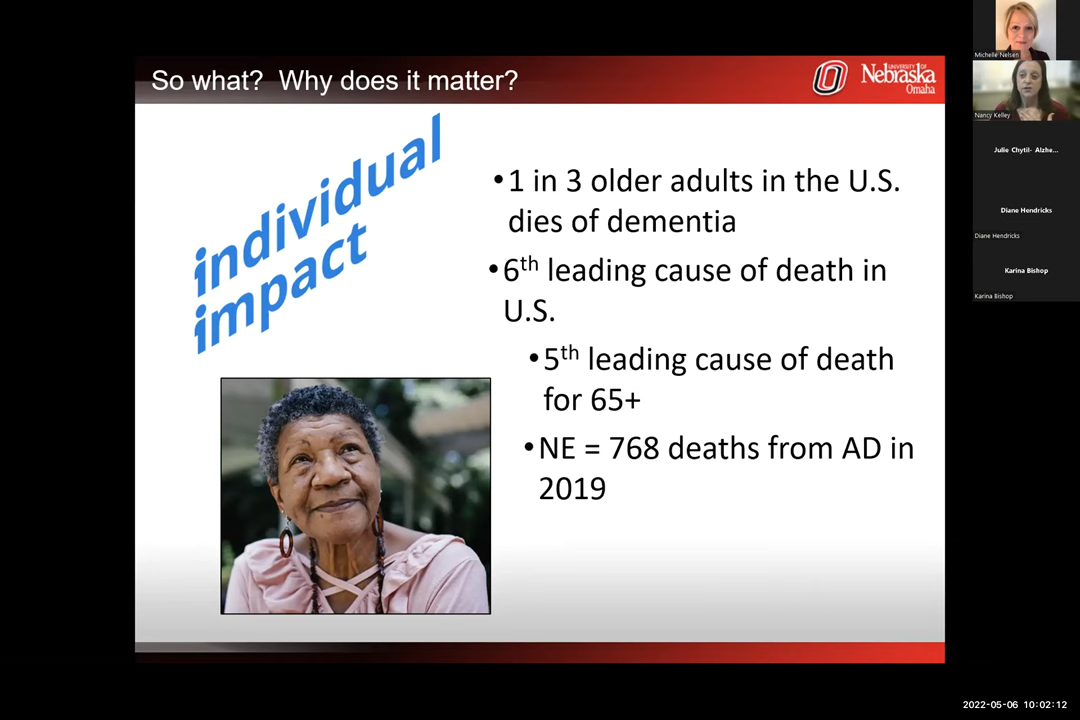 So what?  Why does it matter?
UNIVERSITY OF
Nebraska
Omaha
individual
impact
•1 in 3 older adults in the U.S.
dies of dementia
•6th leading cause of death in
U.S.
•5th leading cause of death
for 65+
•NE = 768 deaths from AD in
2019
Michelle Nelsen
Nancy Kelley
Julie Chytil- Alzhe...
Diane Hendricks
Diane Hendricks
Karina Bishop
Karina Bishop
2022-05-06 10:02:12